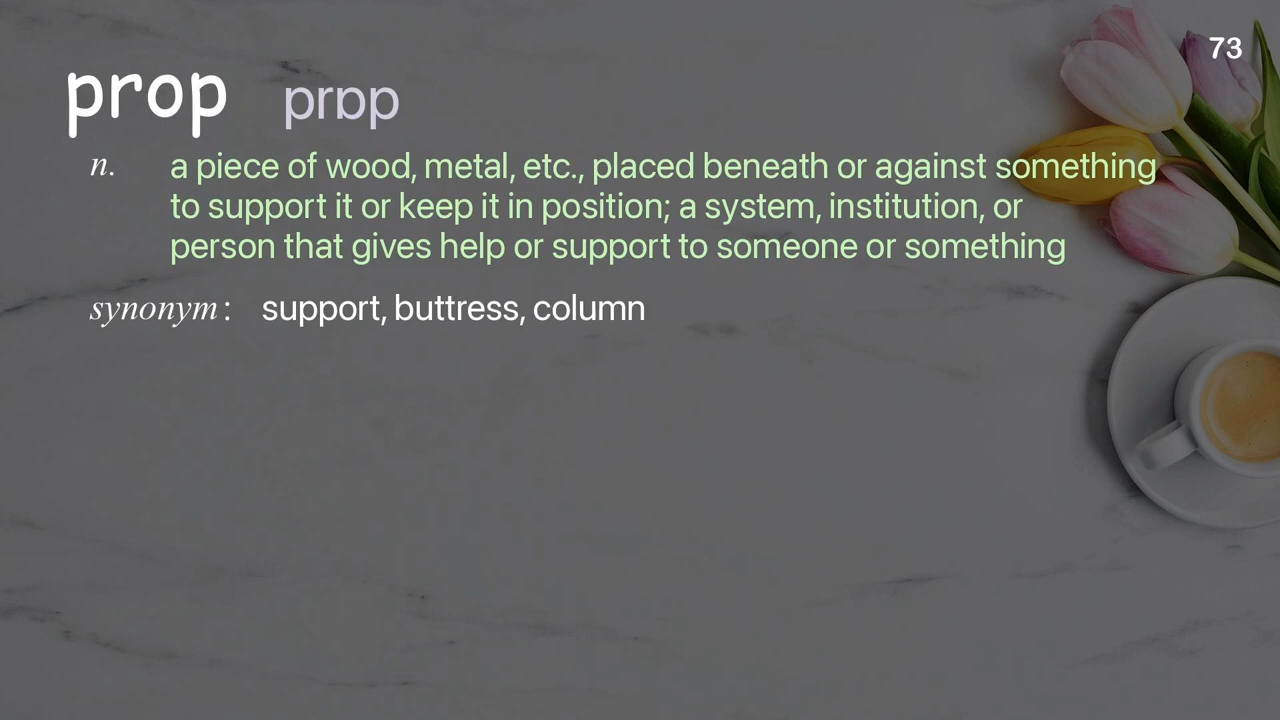 73
prop prɒp
n. a piece of wood, metal, etc., placed beneath or against something
to support it or keep it in position; a system, institution, or
person that gives help or support to someone or something
synonym: support, buttress, column